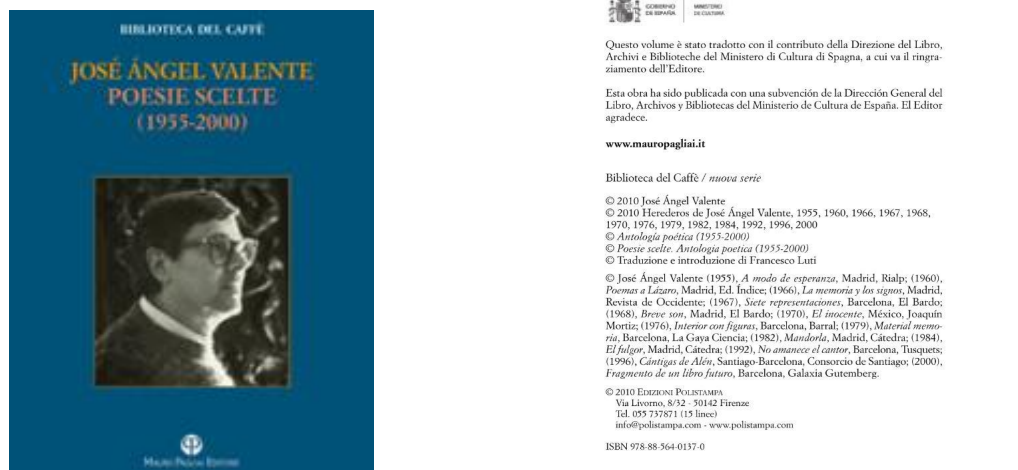 BIBLIOTECA DEL CAFFÈ
JOSÉ ÁNGEL VALENTE
POESIE SCELTE
(1955-2000)
MAURO PAGLIAI EDITORE
GOBIERNO
DE ESPAÑA
MINISTERIO
DE CULTURA
Questo volume è stato tradotto con il contributo della Direzione del Libro,
Archivi e Biblioteche del Ministero di Cultura di Spagna, a cui va il ringra-
ziamento dell'Editore.
Esta obra ha sido publicada con una subvención de la Dirección General del
Libro, Archivos y Bibliotecas del Ministerio de Cultura de España. El Editor
agradece.
www.mauropagliai.it
Biblioteca del Caffè / nuova serie
© 2010 José Ángel Valente
© 2010 Herederos de José Ángel Valente, 1955, 1960, 1966, 1967, 1968,
1970, 1976, 1979, 1982, 1984, 1992, 1996, 2000
© Antología poética (1955-2000)
© Poesie scelte. Antologia poetica (1955-2000)
© Traduzione e introduzione di Francesco Luti
© José Ángel Valente (1955), A modo de esperanza, Madrid, Rialp; (1960),
Poemas a Lázaro, Madrid, Ed. Índice; (1966), La memoria y los signos, Madrid,
Revista de Occidente; (1967), Siete representaciones, Barcelona, El Bardo;
(1968), Breve son, Madrid, El Bardo; (1970), El inocente, México, Joaquín
Mortiz; (1976), Interior con figuras, Barcelona, Barral; (1979), Material memo-
ria, Barcelona, La Gaya Ciencia; (1982), Mandorla, Madrid, Cátedra; (1984),
El fulgor, Madrid, Cátedra; (1992), No amanece el cantor, Barcelona, Tusquets;
(1996), Cántigas de Alén, Santiago-Barcelona, Consorcio de Santiago; (2000),
Fragmento de un libro futuro, Barcelona, Galaxia Gutemberg.
© 2010 EDIZIONI POLISTAMPA
Via Livorno, 8/32 - 50142 Firenze
Tel. 055 737871 (15 linee)
info@polistampa.com - www.polistampa.com
ISBN 978-88-564-0137-0